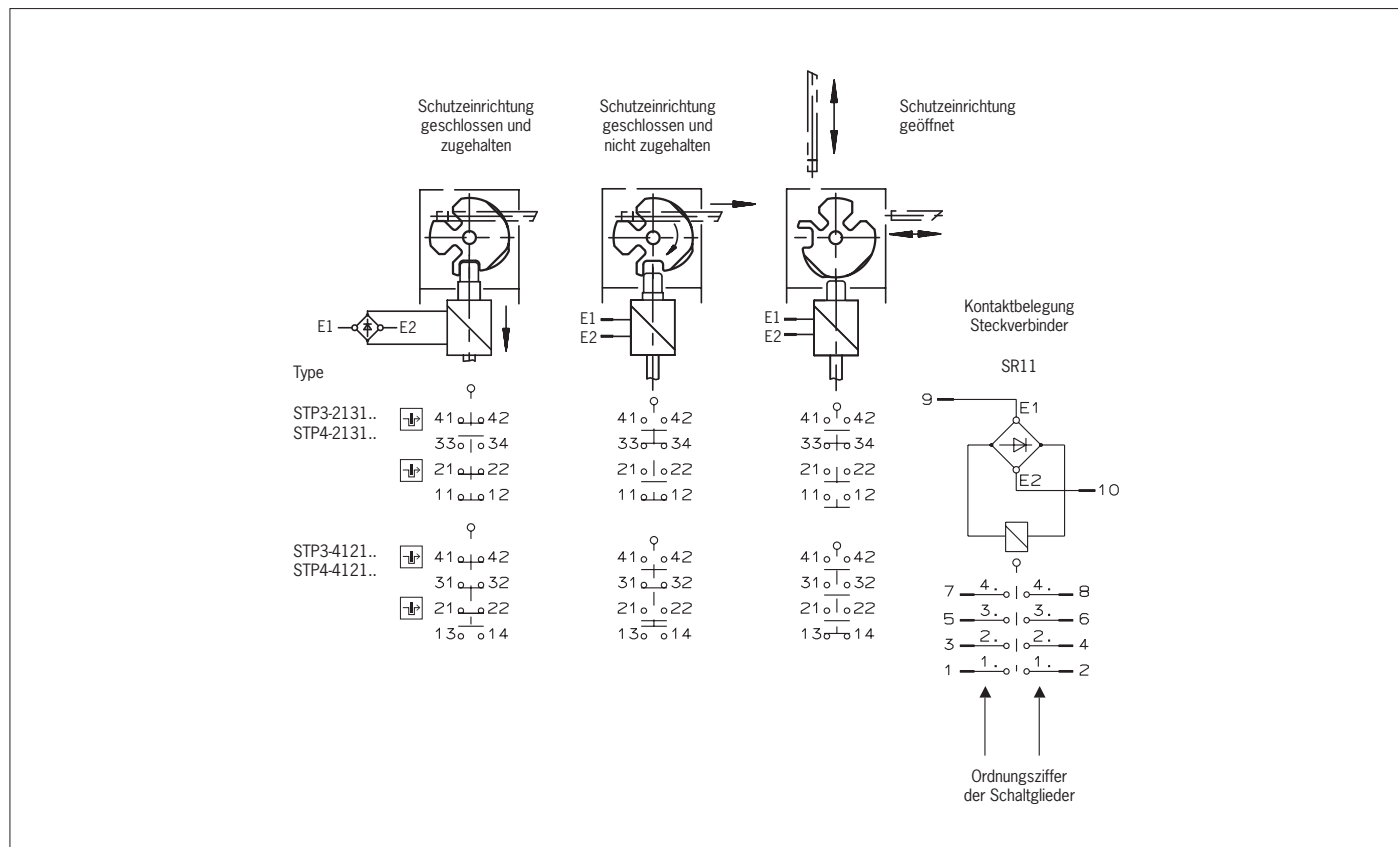 Schutzeinrichtung
geschlossen und
zugehalten
Schutzeinrichtung
geschlossen und
nicht zugehalten
Schutzeinrichtung
geöffnet
E1
E2
E1
E2
E1
E2
Kontaktbelegung
Steckverbinder
SR11
Type
STP3-2131..
STP4-2131..
41 42
33 34
21 22
11 12
41 42
33 34
21 22
11 12
41 42
33 34
21 22
11 12
STP3-4121..
STP4-4121..
41 42
31 32
21 22
13 14
41 42
31 32
21 22
13 14
41 42
31 32
21 22
13 14
9
E1
E2
10
7 4. 4. 8
5 3. 3. 6
3 2. 2. 4
1 1. 1. 2
Ordnungsziffer
der Schaltglieder